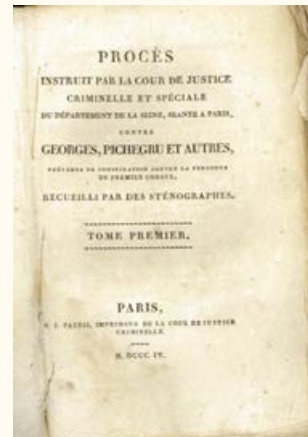 PROCÈS
INSTRUIT PAR LA COUR DE JUSTICE
CRIMINELLE ET SPÉCIALE
DU DÉPARTEMENT DE LA SEINE, SÉANTE A PARIS,
CONTRE
GEORGES, PICHEGRU ET AUTRES,
PRÉVENUS DE CONSPIRATION CONTRE LA PERSONNE
DU PREMIER CONSUL;
RECUEILLI PAR DES STÉNOGRAPHES.
TOME PREMIER.
PARIS,
PATRIS, IMPRIMEUR DE LA COUR DE JUSTICE
CRIMINELLE.
M. DCCC. IV.